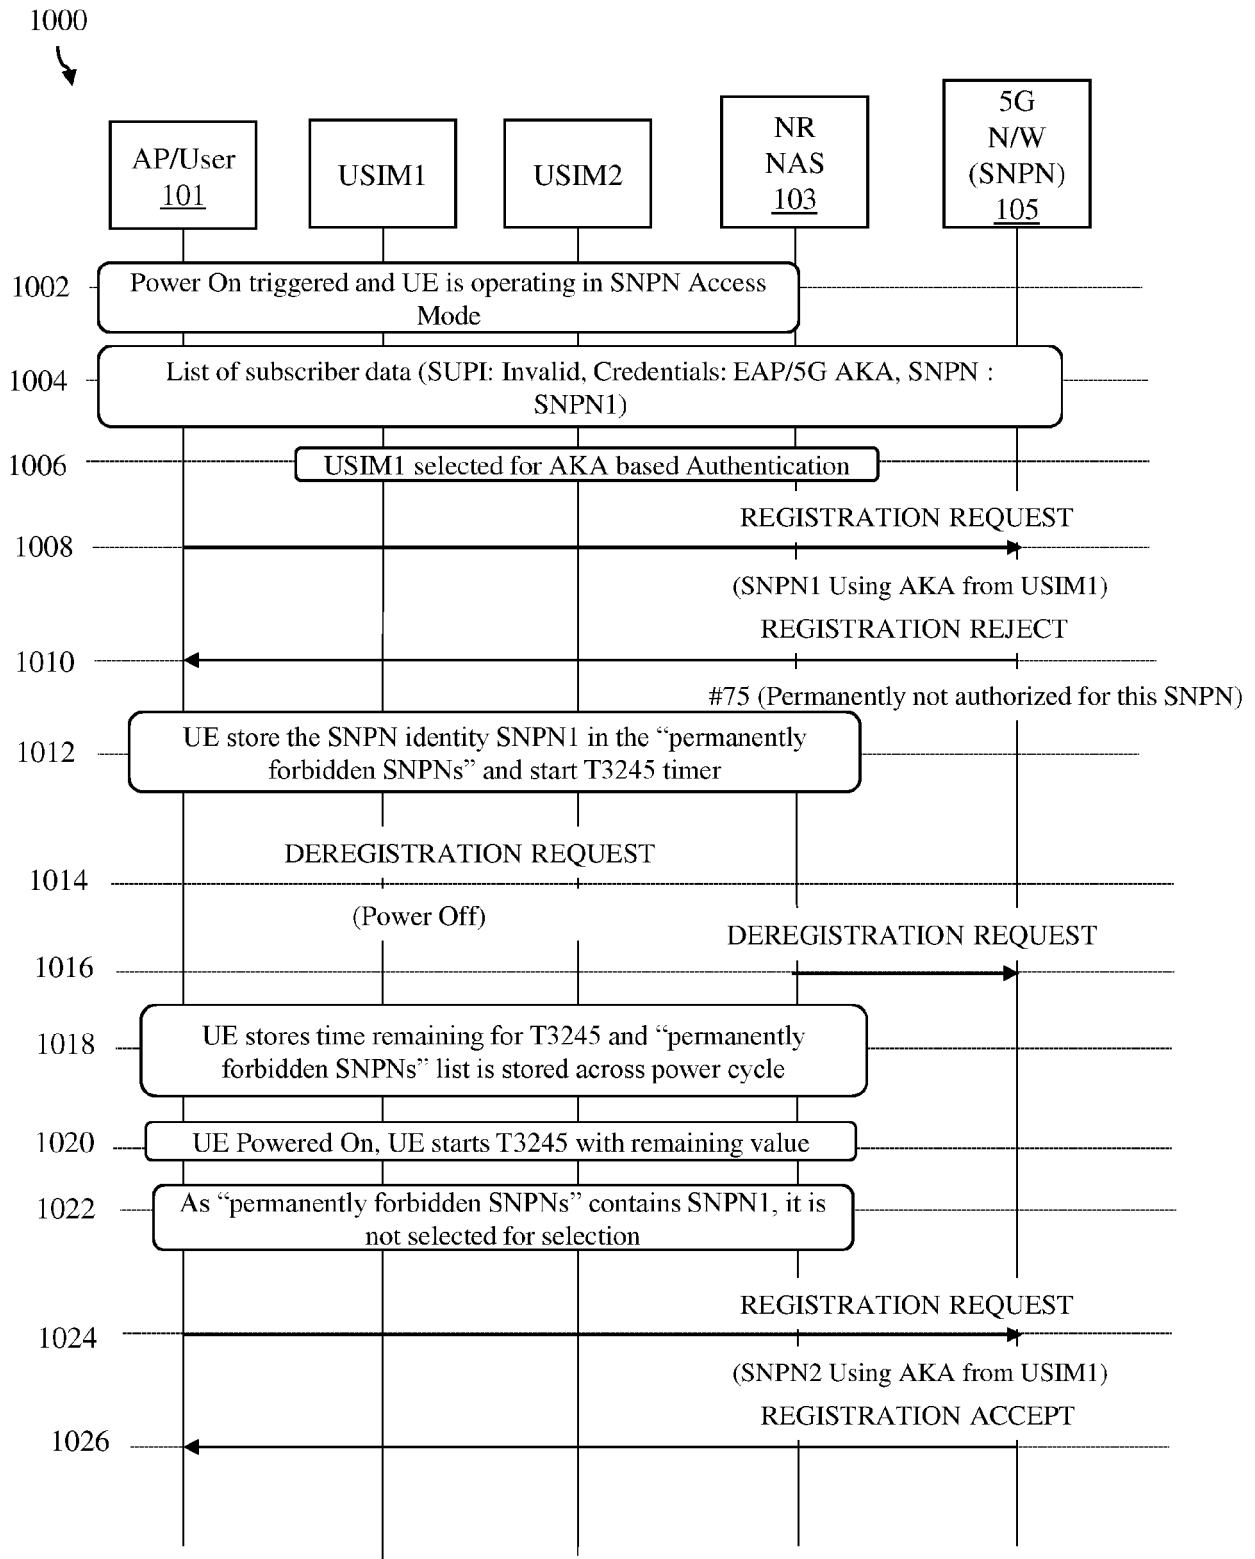 1000
AP/User
101
USIM1
USIM2
NR
NAS
103
5G
N/W
(SNPN)
105
1002
Power On triggered and UE is operating in SNPN Access
Mode
1004
List of subscriber data (SUPI: Invalid, Credentials: EAP/5G AKA, SNPN :
SNPN1)
1006
USIM1 selected for AKA based Authentication
REGISTRATION REQUEST
1008
(SNPN1 Using AKA from USIM1)
REGISTRATION REJECT
1010
#75 (Permanently not authorized for this SNPN)
1012
UE store the SNPN identity SNPN1 in the “permanently
forbidden SNPNs” and start T3245 timer
DEREGISTRATION REQUEST
1014
(Power Off)
DEREGISTRATION REQUEST
1016
1018
UE stores time remaining for T3245 and “permanently
forbidden SNPNs” list is stored across power cycle
1020
UE Powered On, UE starts T3245 with remaining value
1022
As “permanently forbidden SNPNs” contains SNPN1, it is
not selected for selection
REGISTRATION REQUEST
1024
(SNPN2 Using AKA from USIM1)
REGISTRATION ACCEPT
1026